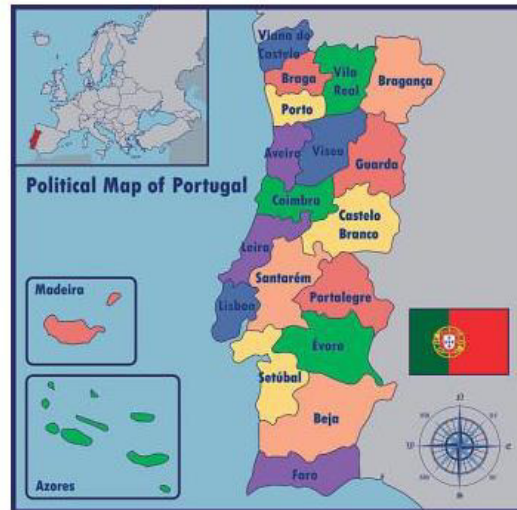 Viana do
Castelo
Braga
Vila
Real
Bragança
Porto
Aveiro
Viseu
Guarda
Political Map of Portugal
Coimbra
Castelo
Branco
Leira
Santarém
Madeira
Lisboa
Portalegre
Évora
Setúbal
Beja
Azores
Faro